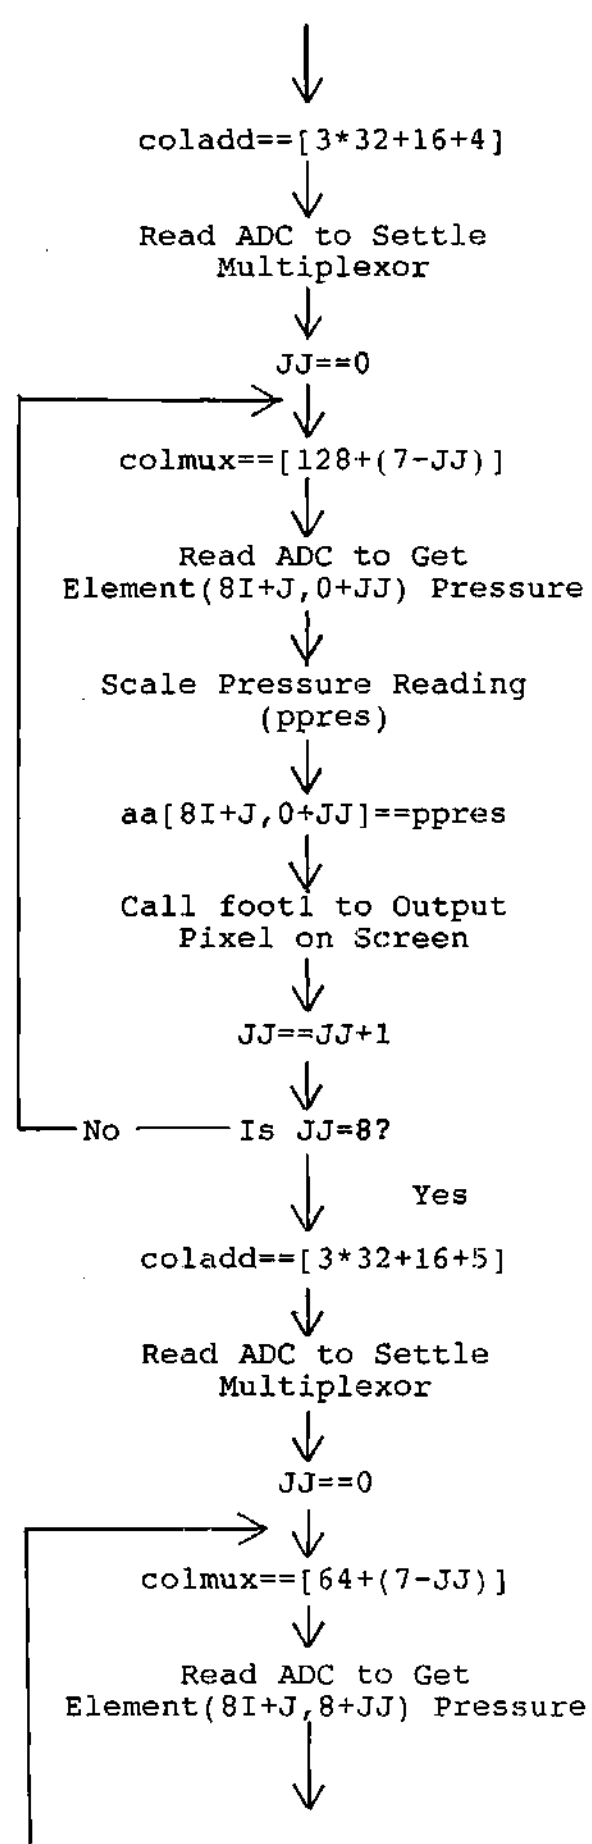 coladd==[3*32+16+4]
Read ADC to Settle
Multiplexor
JJ==0
colmux==[128+(7-JJ)]
Read ADC to Get
Element(8I+J,0+JJ) Pressure
Scale Pressure Reading
(ppres)
aa[8I+J,0+JJ]==ppres
Call foot1 to Output
Pixel on Screen
JJ==JJ+1
No Is JJ=8?
Yes
coladd==[3*32+16+5]
Read ADC to Settle
Multiplexor
JJ==0
colmux==[64+(7-JJ)]
Read ADC to Get
Element(8I+J,8+JJ) Pressure